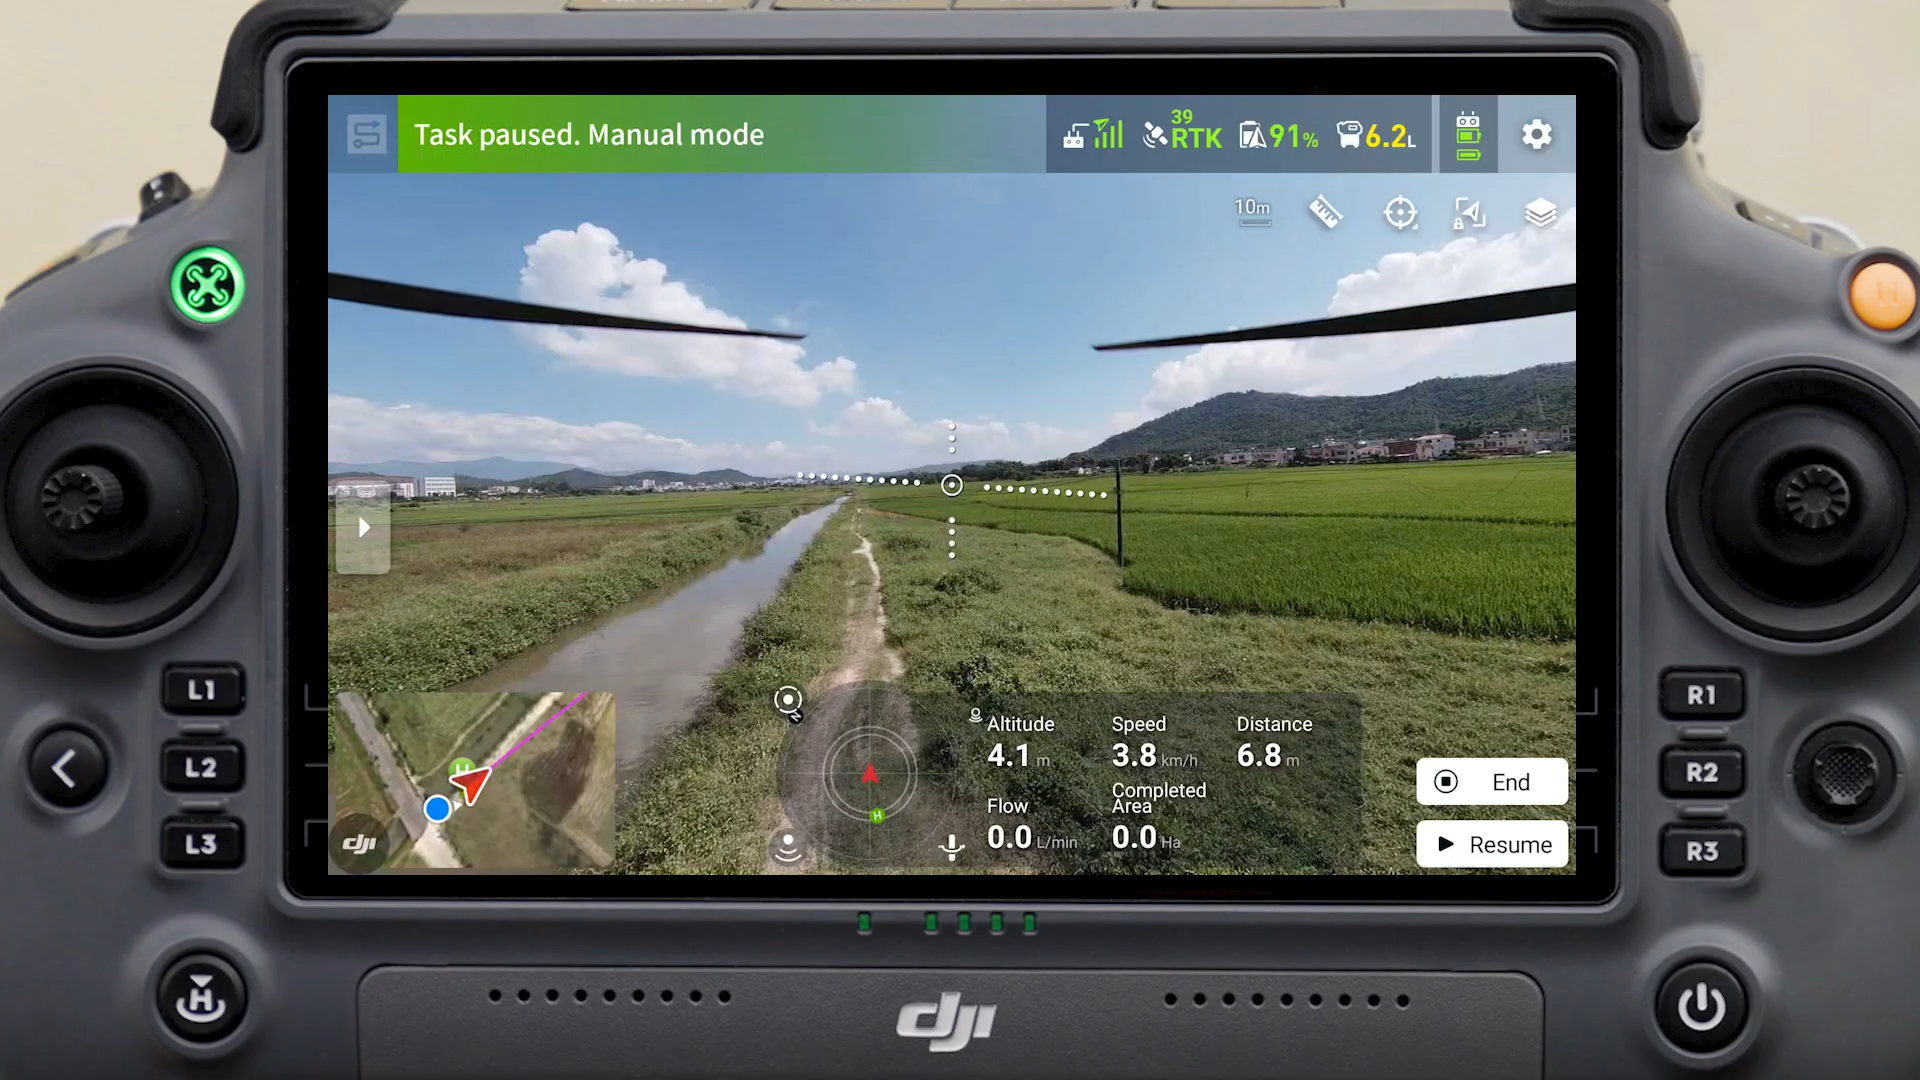 Task paused. Manual mode
39
RTK
91%
6.2L
10m
Altitude
4.1 m
Speed
3.8 km/h
Distance
6.8 m
Flow
0.0 L/min
Completed
Area
0.0 Ha
End
Resume
H
H
N
dji
L1
L2
L3
R1
R2
R3
H
dji